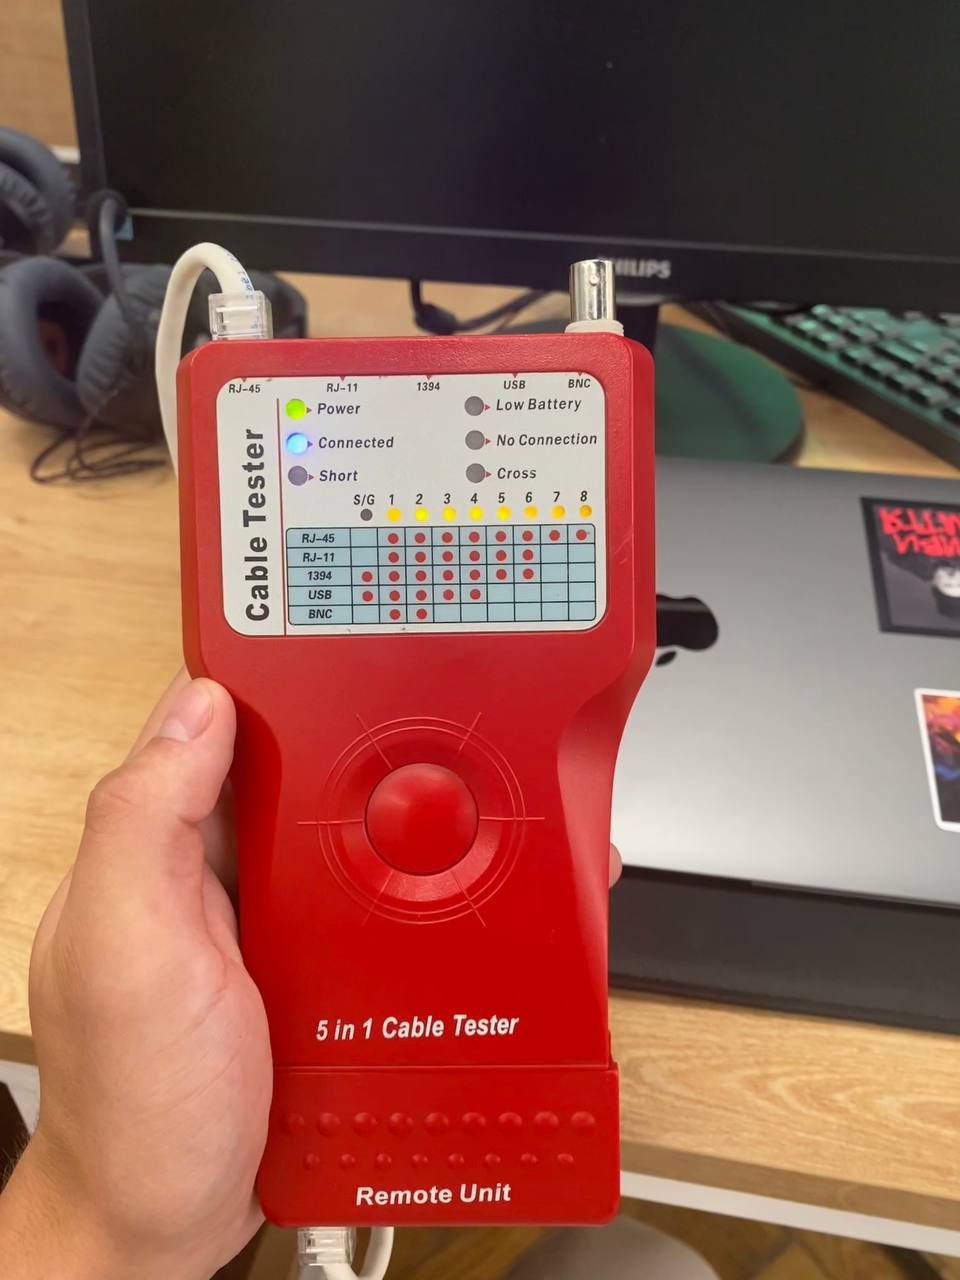 PHILIPS
RJ-45 RJ-11 1394 USB BNC
Cable Tester
Power Low Battery
Connected No Connection
Short Cross
S/G 1 2 3 4 5 6 7 8
RJ-45
RJ-11
1394
USB
BNC
5 in 1 Cable Tester
Remote Unit